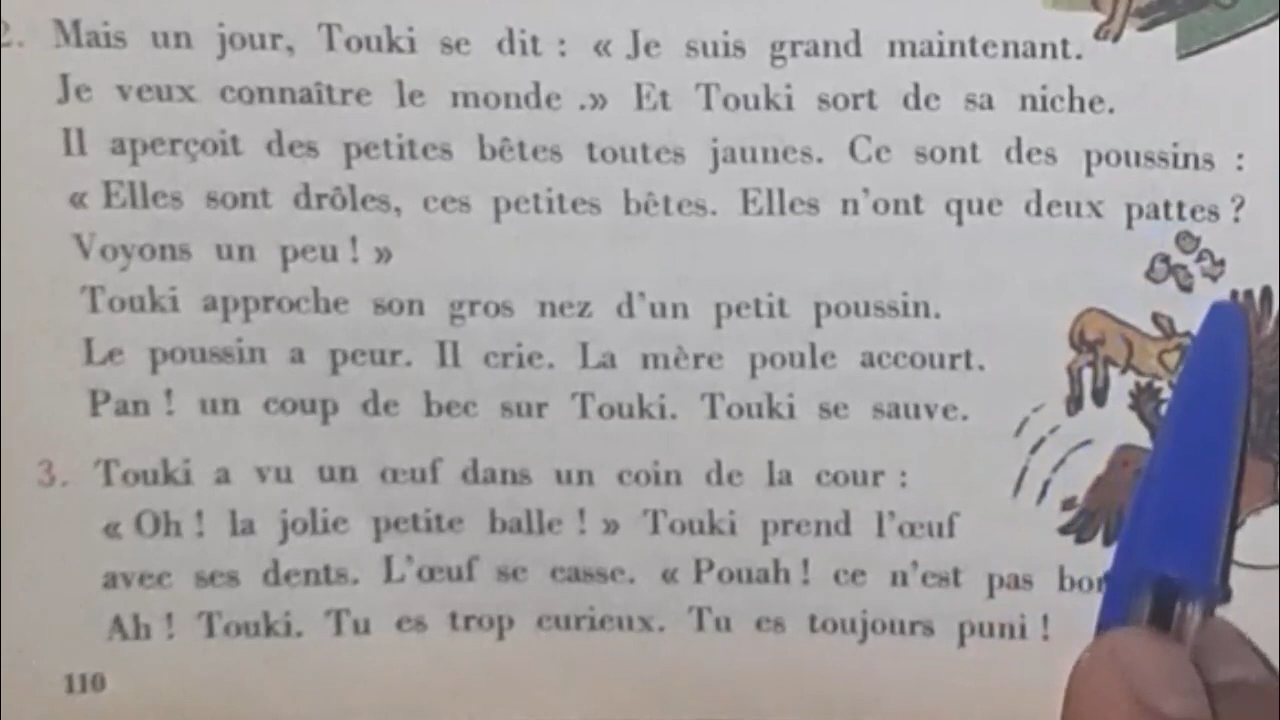 2. Mais un jour, Touki se dit : « Je suis grand maintenant.
Je veux connaître le monde .» Et Touki sort de sa niche.
Il aperçoit des petites bêtes toutes jaunes. Ce sont des poussins :
« Elles sont drôles, ces petites bêtes. Elles n'ont que deux pattes ?
Voyons un peu ! »
Touki approche son gros nez d'un petit poussin.
Le poussin a peur. Il crie. La mère poule accourt.
Pan ! un coup de bec sur Touki. Touki se sauve.
3. Touki a vu un œuf dans un coin de la cour :
« Oh ! la jolie petite balle ! » Touki prend l'œuf
avec ses dents. L'œuf se casse. « Pouah ! ce n'est pas
Ah ! Touki. Tu es trop curieux. Tu es toujours puni !
110